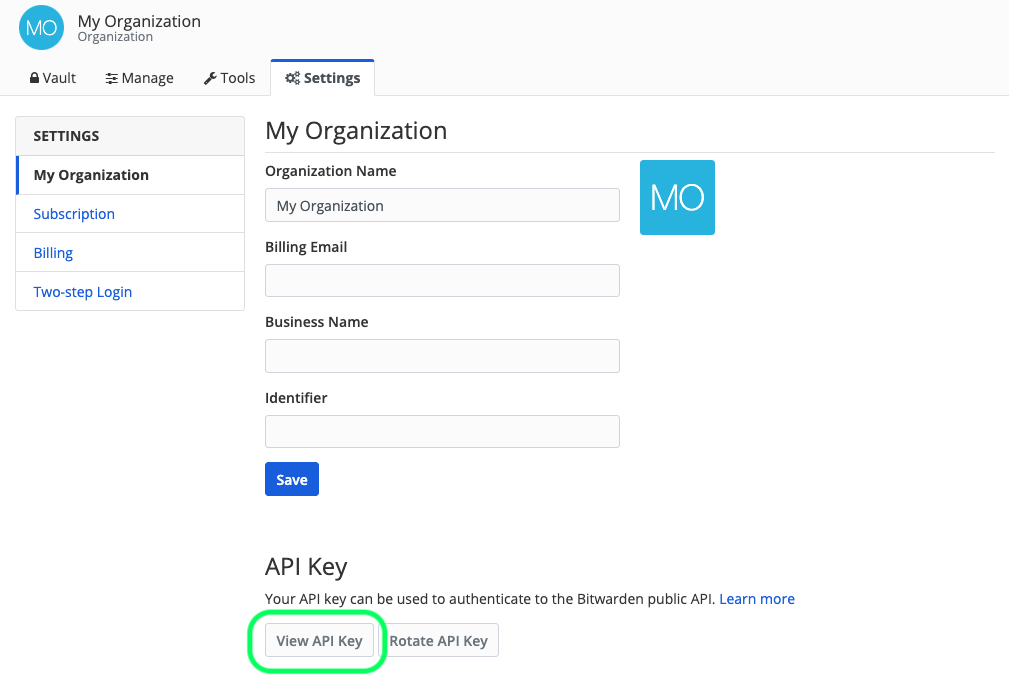 MO
My Organization
Organization
Vault
Manage
Tools
Settings
SETTINGS
My Organization
Subscription
Billing
Two-step Login
My Organization
Organization Name
My Organization
MO
Billing Email
Business Name
Identifier
Save
API Key
Your API key can be used to authenticate to the Bitwarden public API. Learn more
View API Key
Rotate API Key